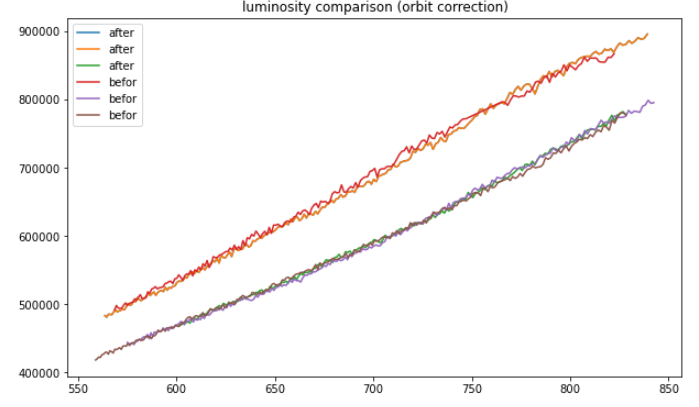 luminosity comparison (orbit correction)
900000
800000
700000
600000
500000
400000
after
after
after
befor
befor
befor
550
600
650
700
750
800
850